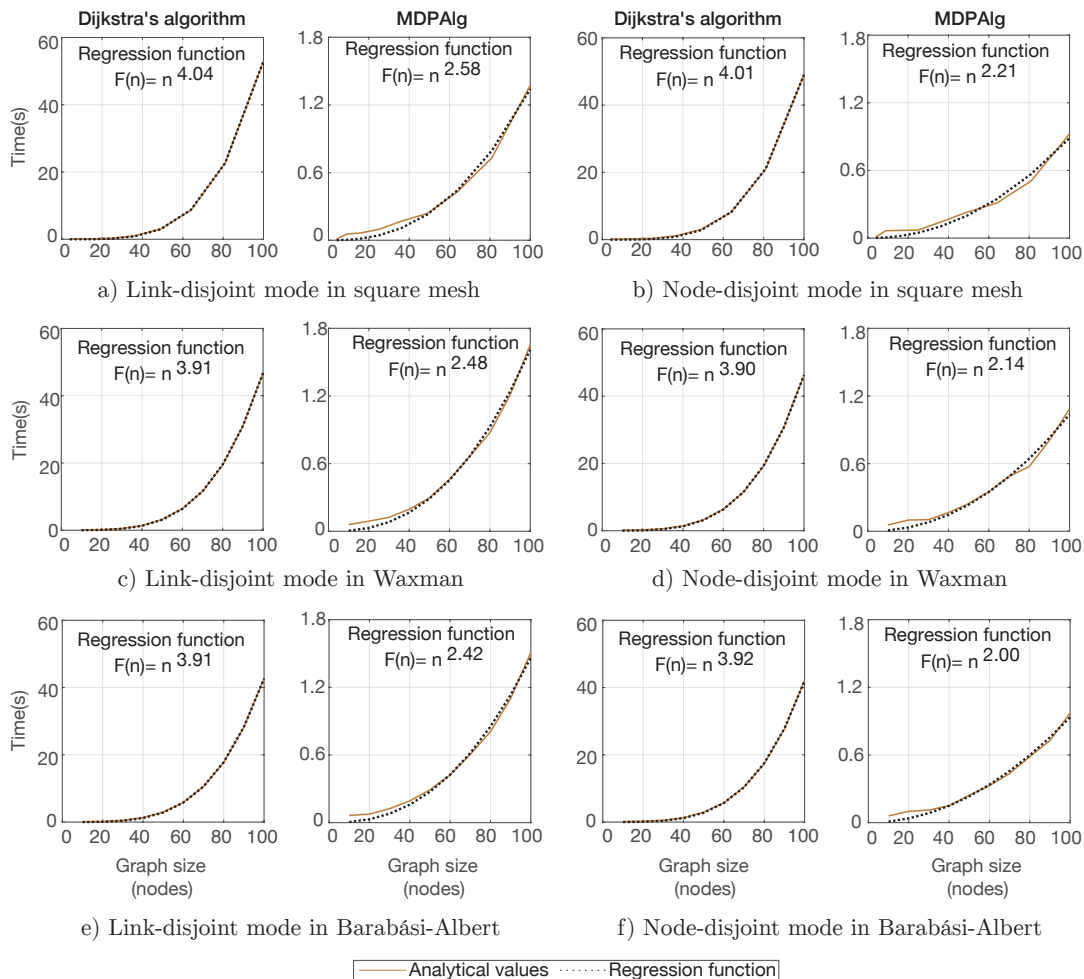 Dijkstra's algorithm
MDPAlg
Dijkstra's algorithm
MDPAlg
Time(s)
60
40
20
0
Regression function
F(n)= n 4.04
0 20 40 60 80 100
1.8
1.2
0.6
0
Regression function
F(n)= n 2.58
0 20 40 60 80 100
a) Link-disjoint mode in square mesh
60
40
20
0
Regression function
F(n)= n 4.01
0 20 40 60 80 100
1.8
1.2
0.6
0
Regression function
F(n)= n 2.21
0 20 40 60 80 100
b) Node-disjoint mode in square mesh
Time(s)
60
40
20
0
Regression function
F(n)= n 3.91
0 20 40 60 80 100
1.8
1.2
0.6
0
Regression function
F(n)= n 2.48
0 20 40 60 80 100
c) Link-disjoint mode in Waxman
60
40
20
0
Regression function
F(n)= n 3.90
0 20 40 60 80 100
1.8
1.2
0.6
0
Regression function
F(n)= n 2.14
0 20 40 60 80 100
d) Node-disjoint mode in Waxman
Time(s)
60
40
20
0
Regression function
F(n)= n 3.91
0 20 40 60 80 100
Graph size
(nodes)
1.8
1.2
0.6
0
Regression function
F(n)= n 2.42
0 20 40 60 80 100
Graph size
(nodes)
e) Link-disjoint mode in Barabási-Albert
60
40
20
0
Regression function
F(n)= n 3.92
0 20 40 60 80 100
Graph size
(nodes)
1.8
1.2
0.6
0
Regression function
F(n)= n 2.00
0 20 40 60 80 100
Graph size
(nodes)
f) Node-disjoint mode in Barabási-Albert
Analytical values
Regression function